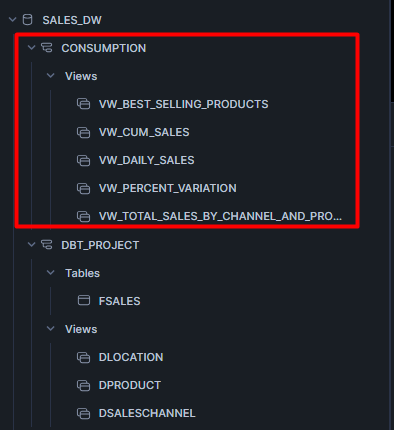 SALES_DW
CONSUMPTION
Views
VW_BEST_SELLING_PRODUCTS
VW_CUM_SALES
VW_DAILY_SALES
VW_PERCENT_VARIATION
VW_TOTAL_SALES_BY_CHANNEL_AND_PRO...
DBT_PROJECT
Tables
FSALES
Views
DLOCATION
DPRODUCT
DSALESCHANNEL